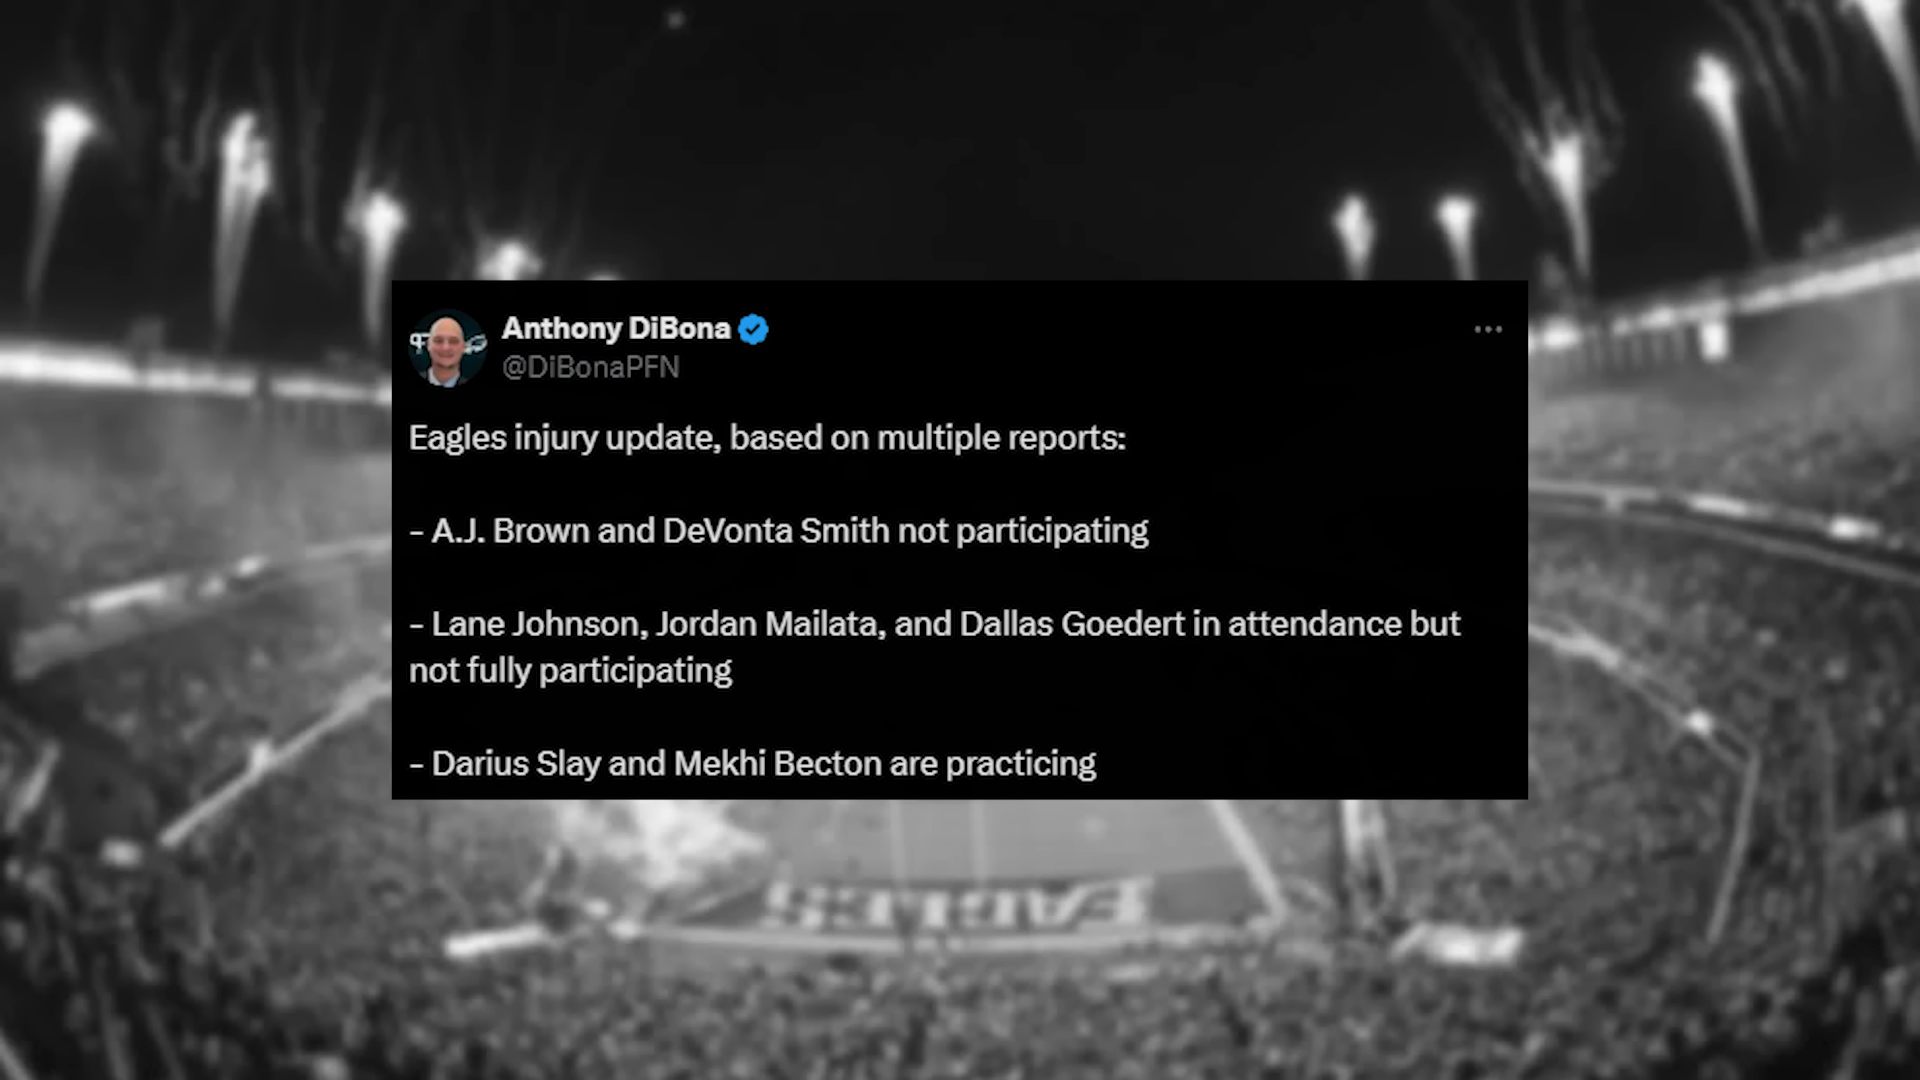 Anthony DiBona
@DiBonaPFN
Eagles injury update, based on multiple reports:
– A.J. Brown and DeVonta Smith not participating
– Lane Johnson, Jordan Mailata, and Dallas Goedert in attendance but
not fully participating
– Darius Slay and Mekhi Becton are practicing
EAGLES